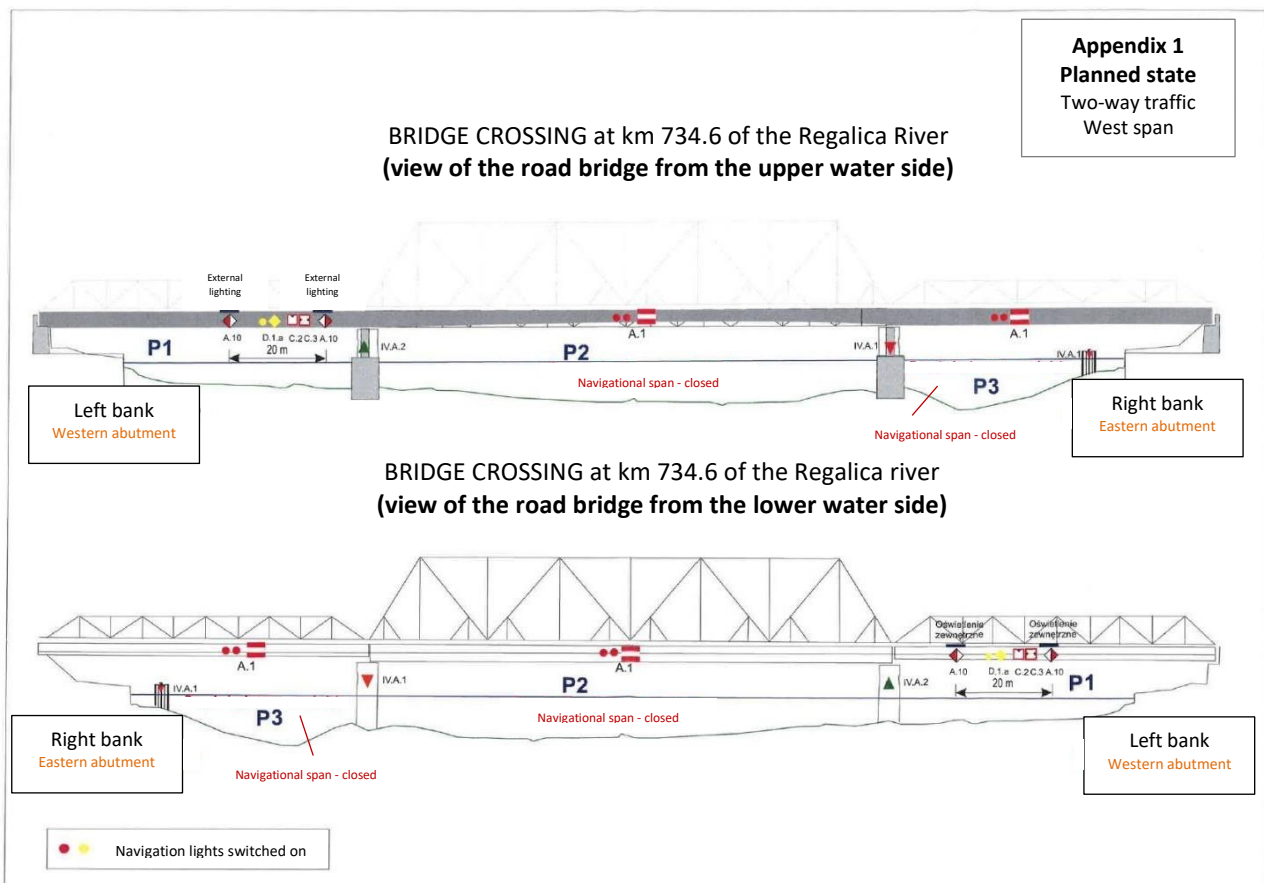 Appendix 1
Planned state
Two-way traffic
West span
BRIDGE CROSSING at km 734.6 of the Regalica River
(view of the road bridge from the upper water side)
External
lighting
External
lighting
A.10
D.1.a
C.2
C.3
A.10
20 m
P1
IV.A.2
A.1
P2
Navigational span - closed
IV.A.1
A.1
IV.A.1
P3
Navigational span - closed
Left bank
Western abutment
Right bank
Eastern abutment
BRIDGE CROSSING at km 734.6 of the Regalica river
(view of the road bridge from the lower water side)
A.1
IV.A.1
P3
Navigational span - closed
IV.A.1
A.1
P2
Navigational span - closed
IV.A.2
Oświetlenie
zewnętrzne
Oświetlenie
zewnętrzne
A.10
D.1.a
C.2
C.3
A.10
20 m
P1
Right bank
Eastern abutment
Left bank
Western abutment
Navigation lights switched on